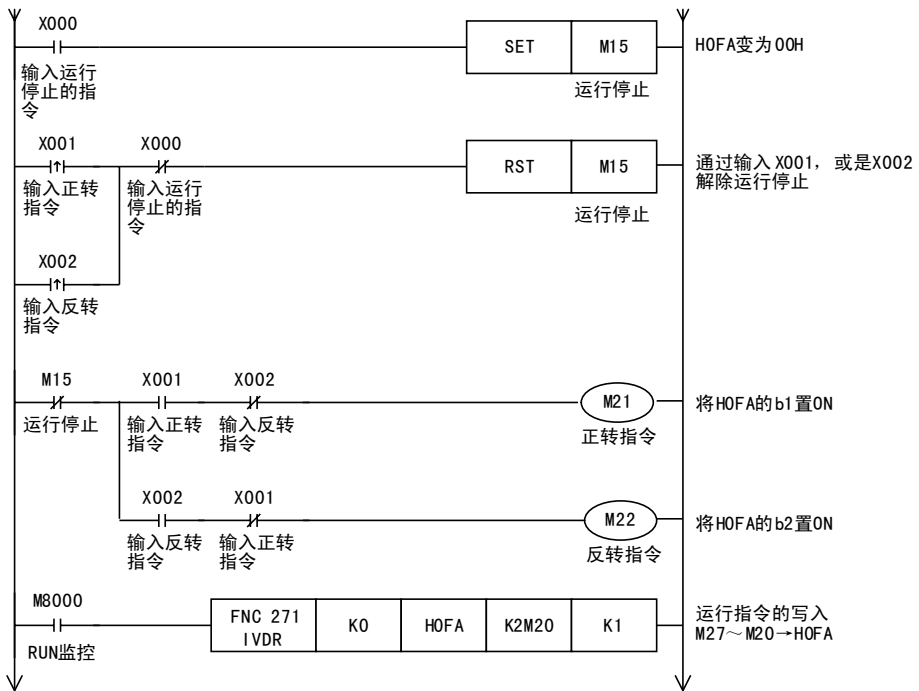 X000
SET
M15
H0FA变为00H
输入运行
停止的指
令
运行停止
X001
X000
RST
M15
通过输入X001，或是X002
解除运行停止
输入正转
指令
输入运行
停止的指
令
运行停止
X002
输入反转
指令
M15
X001
X002
M21
将H0FA的b1置ON
运行停止
输入正转
指令
输入反转
指令
正转指令
X002
X001
M22
将H0FA的b2置ON
输入反转
指令
输入正转
指令
反转指令
M8000
FNC 271
IVDR
K0
H0FA
K2M20
K1
运行指令的写入
M27～M20→H0FA
RUN监控